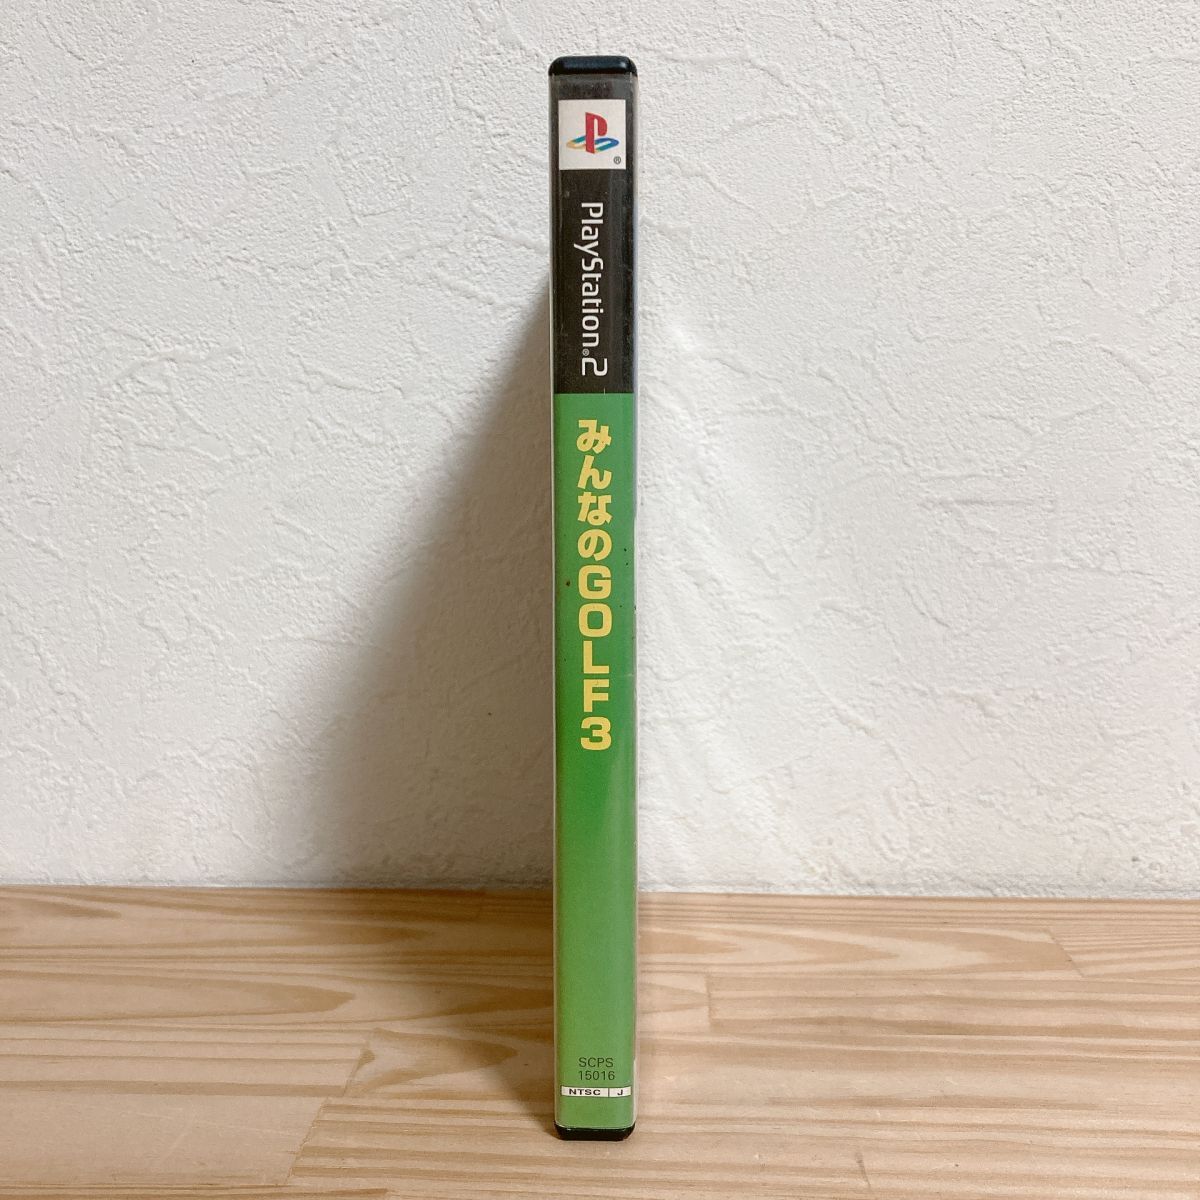 ®
PlayStation®2
みんなのGOLF3
SCPS
15016
NTSC J